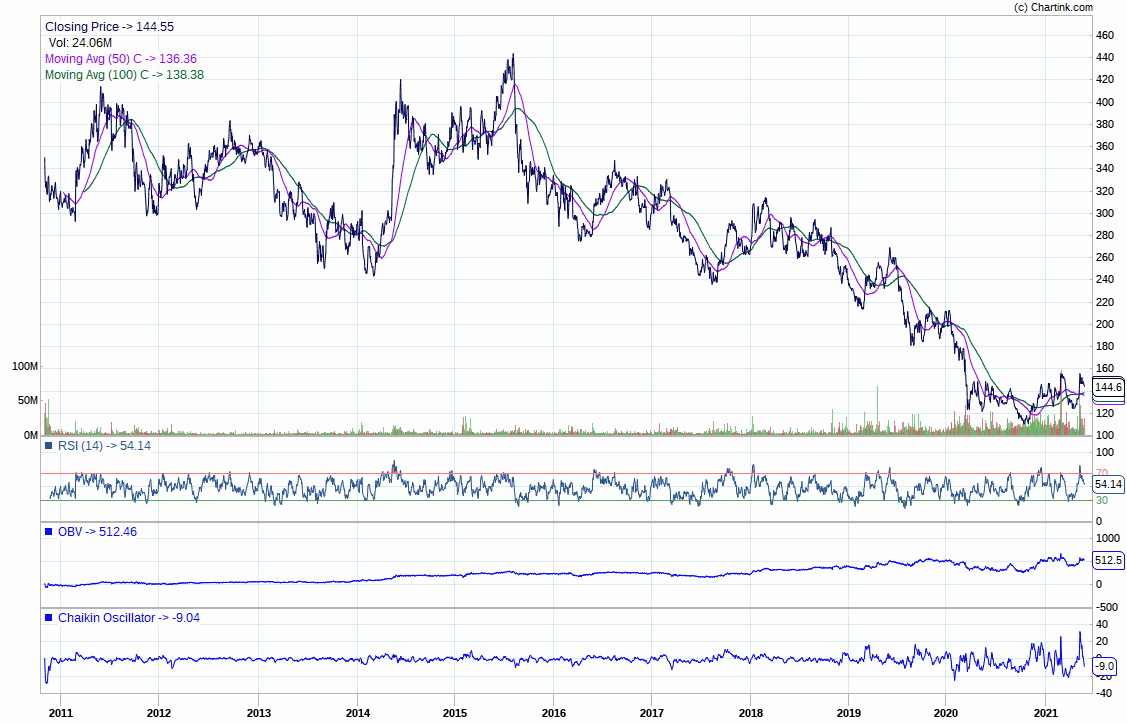 (c) Chartink.com
Closing Price -> 144.55
Vol: 24.06M
Moving Avg (50) C -> 136.36
Moving Avg (100) C -> 138.38
460
440
420
400
380
360
340
320
300
280
260
240
220
200
180
160
144.6
120
100
100M
50M
0M
RSI (14) -> 54.14
100
70
54.14
30
0
OBV -> 512.46
1000
512.5
0
-500
Chaikin Oscillator -> -9.04
40
20
-9.0
-20
-40
2011 2012 2013 2014 2015 2016 2017 2018 2019 2020 2021